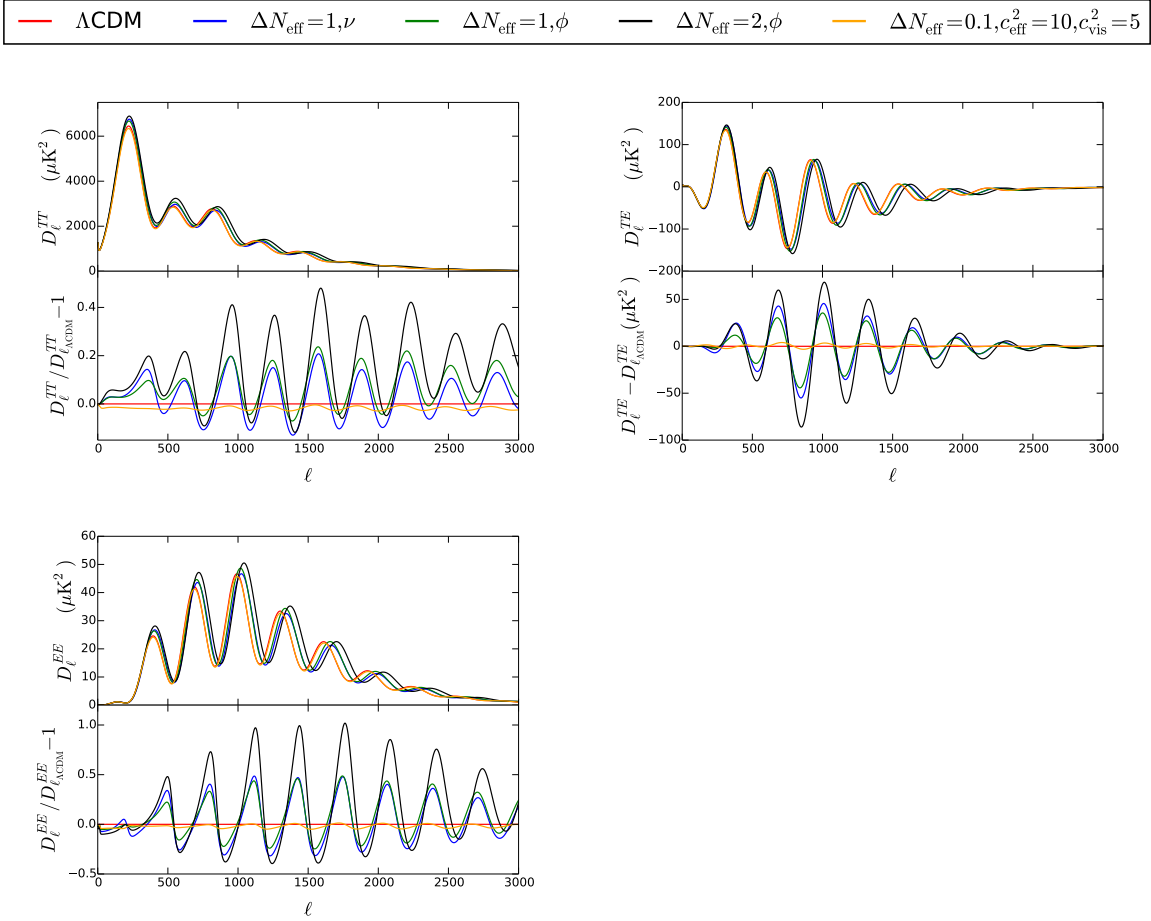 ΛCDM ΔN_eff=1,ν ΔN_eff=1,ϕ ΔN_eff=2,ϕ ΔN_eff=0.1,c²_eff=10,c²_vis=5
D_ℓ^TT (μK²)
6000
4000
2000
0
D_ℓ^TT/D_ℓΛCDM^TT−1
0.4
0.2
0.0
0 500 1000 1500 2000 2500 3000
ℓ
D_ℓ^TE (μK²)
200
100
0
−100
−200
D_ℓ^TE−D_ℓΛCDM^TE(μK²)
50
0
−50
−100
0 500 1000 1500 2000 2500 3000
ℓ
D_ℓ^EE (μK²)
60
50
40
30
20
10
0
D_ℓ^EE/D_ℓΛCDM^EE−1
1.0
0.5
0.0
−0.5
0 500 1000 1500 2000 2500 3000
ℓ